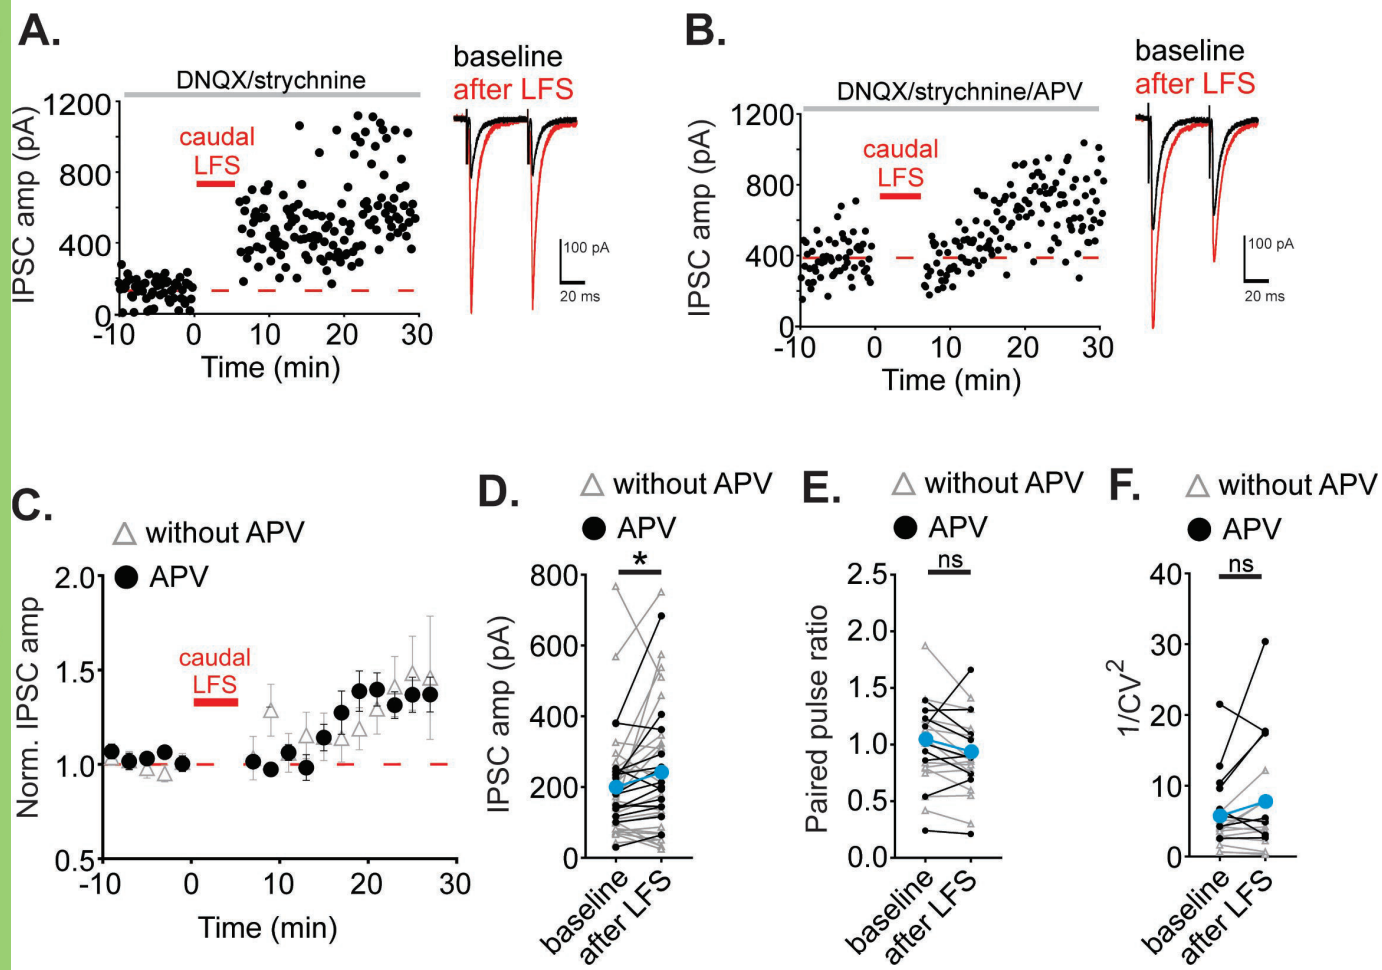 A.
DNQX/strychnine
baseline
after LFS
caudal
LFS
IPSC amp (pA)
1200
800
400
0
-10
0
10
20
30
Time (min)
100 pA
20 ms
B.
DNQX/strychnine/APV
baseline
after LFS
caudal
LFS
IPSC amp (pA)
1200
800
400
0
-10
0
10
20
30
Time (min)
100 pA
20 ms
C.
without APV
APV
caudal
LFS
Norm. IPSC amp
2.0
1.5
1.0
0.5
-10
0
10
20
30
Time (min)
D.
without APV
APV
*
IPSC amp (pA)
800
600
400
200
0
baseline
after LFS
E.
without APV
APV
ns
Paired pulse ratio
2.5
2.0
1.5
1.0
0.5
0.0
baseline
after LFS
F.
without APV
APV
ns
1/CV²
40
30
20
10
0
baseline
after LFS